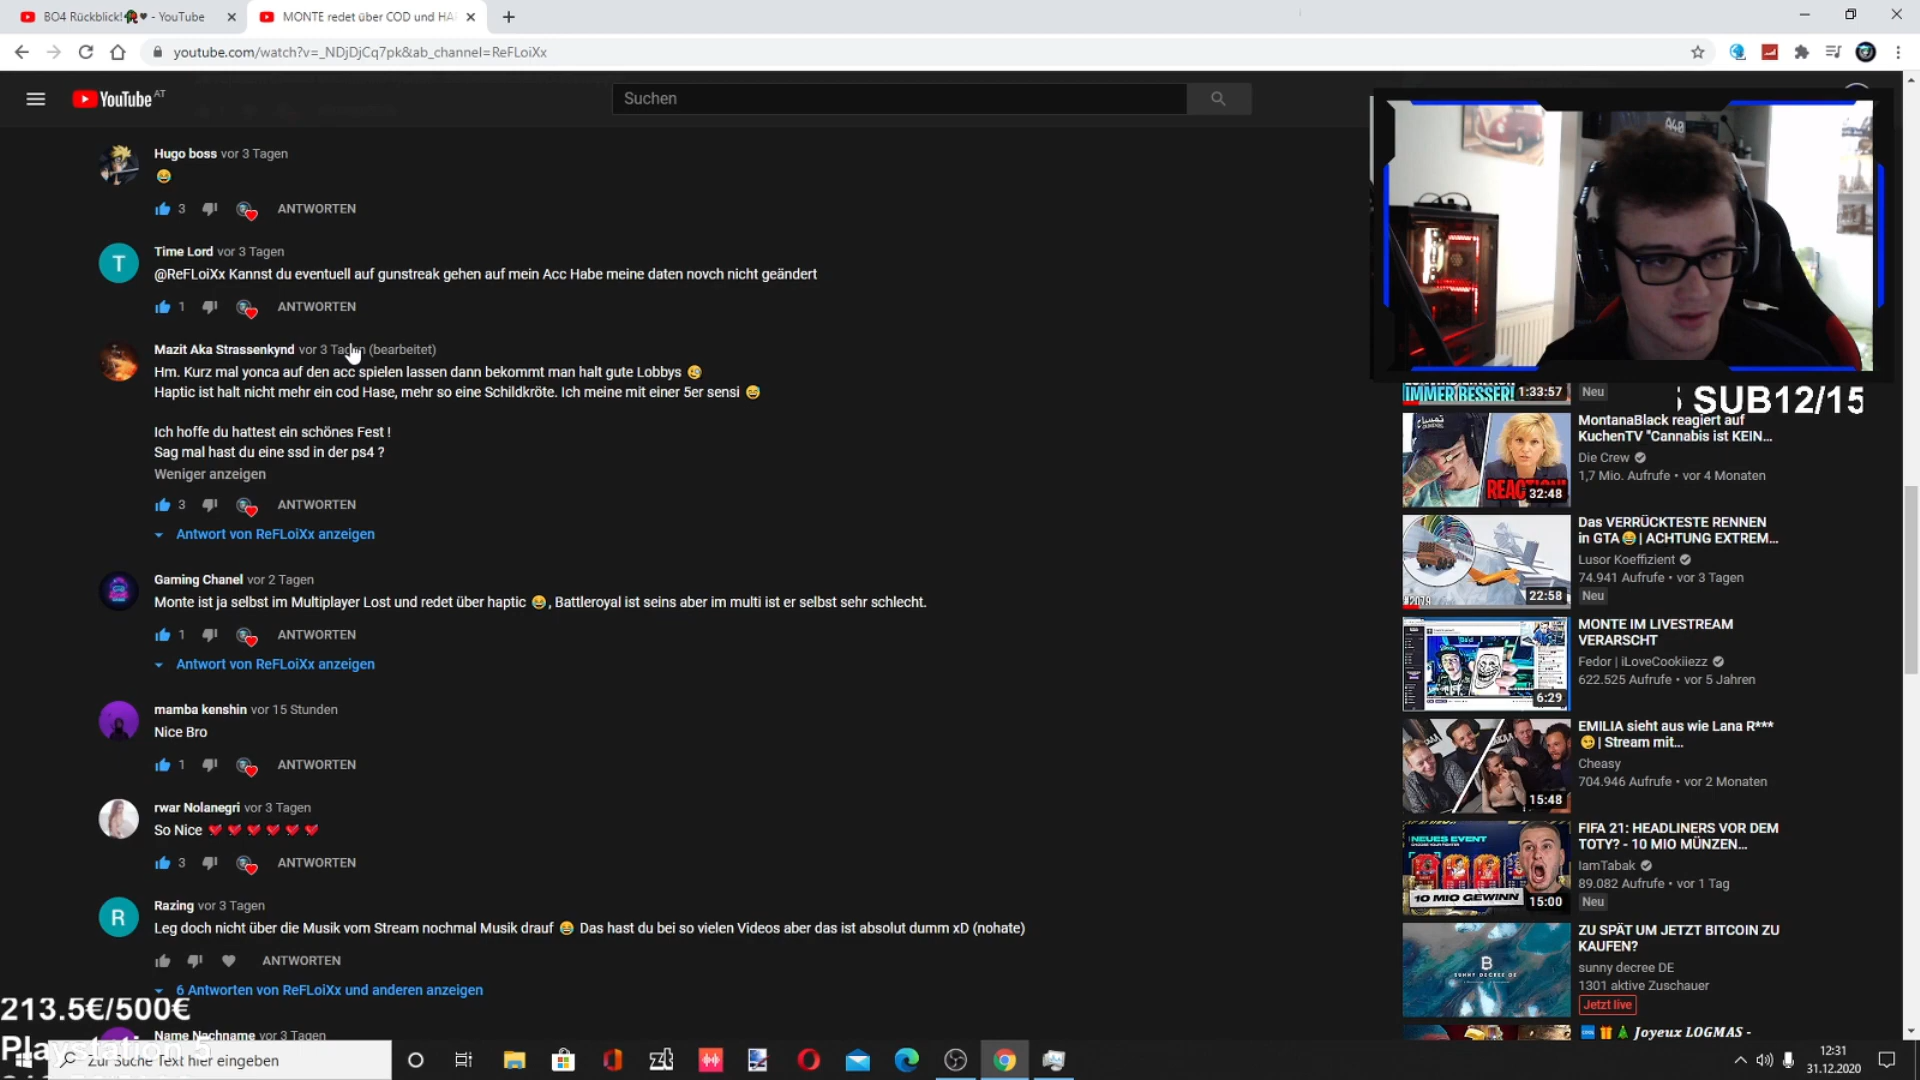 BO4 Rückblick!🥀♥ - YouTube
MONTE redet über COD und HA
youtube.com/watch?v=_NDjDjCq7pk&ab_channel=ReFLoiXx
YouTube AT
Suchen
Hugo boss vor 3 Tagen
😂
3 ANTWORTEN
Time Lord vor 3 Tagen
@ReFLoiXx Kannst du eventuell auf gunstreak gehen auf mein Acc Habe meine daten novch nicht geändert
1 ANTWORTEN
Mazit Aka Strassenkynd vor 3 Tagen (bearbeitet)
Hm. Kurz mal yonca auf den acc spielen lassen dann bekommt man halt gute Lobbys
Haptic ist halt nicht mehr ein cod Hase, mehr so eine Schildkröte. Ich meine mit einer 5er sensi 😅
Ich hoffe du hattest ein schönes Fest !
Sag mal hast du eine ssd in der ps4 ?
Weniger anzeigen
3 ANTWORTEN
Antwort von ReFLoiXx anzeigen
Gaming Chanel vor 2 Tagen
Monte ist ja selbst im Multiplayer Lost und redet über haptic 😂, Battleroyal ist seins aber im multi ist er selbst sehr schlecht.
1 ANTWORTEN
Antwort von ReFLoiXx anzeigen
mamba kenshin vor 15 Stunden
Nice Bro
1 ANTWORTEN
rwar Nolanegri vor 3 Tagen
So Nice ❤❤❤❤❤❤
3 ANTWORTEN
Razing vor 3 Tagen
Leg doch nicht über die Musik vom Stream nochmal Musik drauf 😂 Das hast du bei so vielen Videos aber das ist absolut dumm xD (nohate)
ANTWORTEN
6 Antworten von ReFLoiXx und anderen anzeigen
Name Nachname vor 3 Tagen
T
R
A40
SUB12/15
IMMER BESSER!
1:33:57
Neu
MontanaBlack reagiert auf
KuchenTV "Cannabis ist KEIN...
Die Crew
1,7 Mio. Aufrufe • vor 4 Monaten
REACTION!
32:48
Das VERRÜCKTESTE RENNEN
in GTA😂| ACHTUNG EXTREM...
Lusor Koeffizient
74.941 Aufrufe • vor 3 Tagen
Neu
#2079
22:58
MONTE IM LIVESTREAM
VERARSCHT
Fedor | iLoveCookiiezz
622.525 Aufrufe • vor 5 Jahren
6:29
EMILIA sieht aus wie Lana R***
😏| Stream mit...
Cheasy
704.946 Aufrufe • vor 2 Monaten
15:48
FIFA 21: HEADLINERS VOR DEM
TOTY? - 10 MIO MÜNZEN...
IamTabak
89.082 Aufrufe • vor 1 Tag
Neu
NEUES EVENT
10 MIO GEWINN
15:00
ZU SPÄT UM JETZT BITCOIN ZU
KAUFEN?
sunny decree DE
1301 aktive Zuschauer
Jetzt live
B
SUNNY DECREE DE
Joyeux LOGMAS -
213.5€/500€
Playstation 5
Zur Suche Text hier eingeben
12:31
31.12.2020